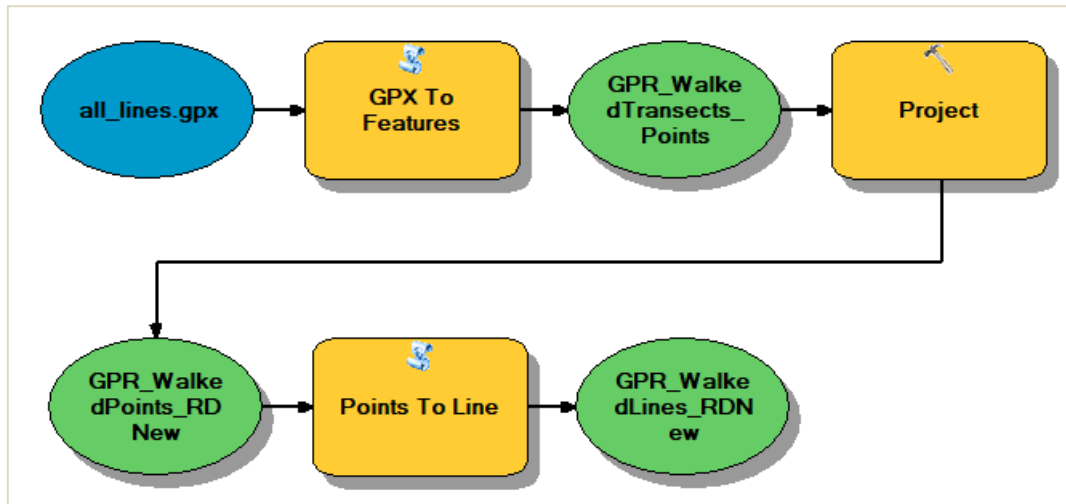 all_lines.gpx
GPX To
Features
GPR_Walke
dTransects_
Points
Project
GPR_Walke
dPoints_RD
New
Points To Line
GPR_Walke
dLines_RDN
ew